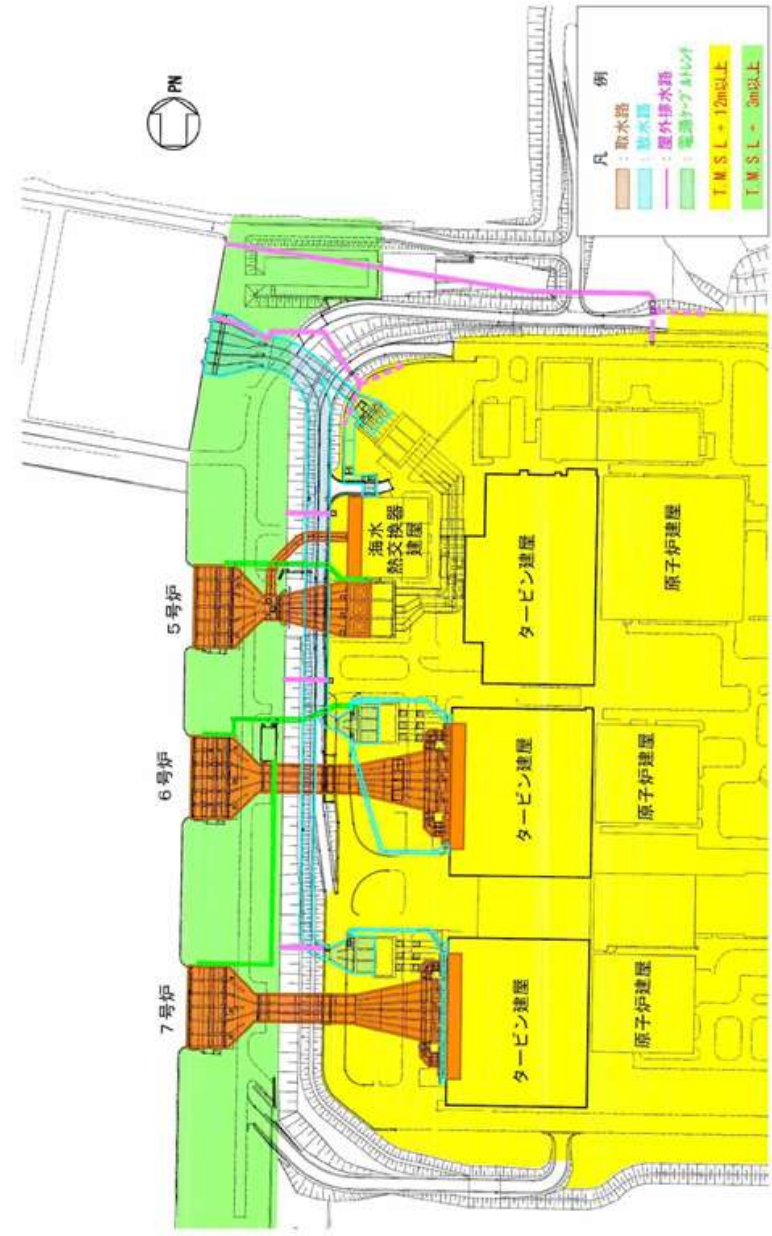 PN
7号炉
6号炉
5号炉
海水
熱交換器
建屋
タービン建屋
タービン建屋
タービン建屋
原子炉建屋
原子炉建屋
原子炉建屋
凡 例
：取水路
：放水路
：屋外排水路
：電源ケーブルトレンチ
T.M.S.L.+12m以上
T.M.S.L.+ 3m以上